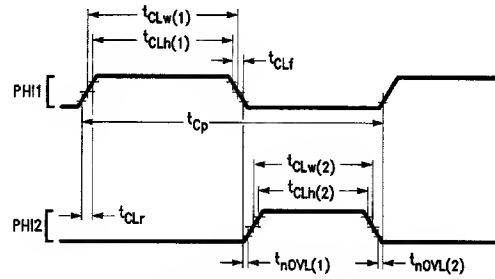 tCLw(1)
tCLh(1)
tCLf
PHI1
tCp
tCLw(2)
tCLh(2)
tCLr
PHI2
tnOVL(1)
tnOVL(2)